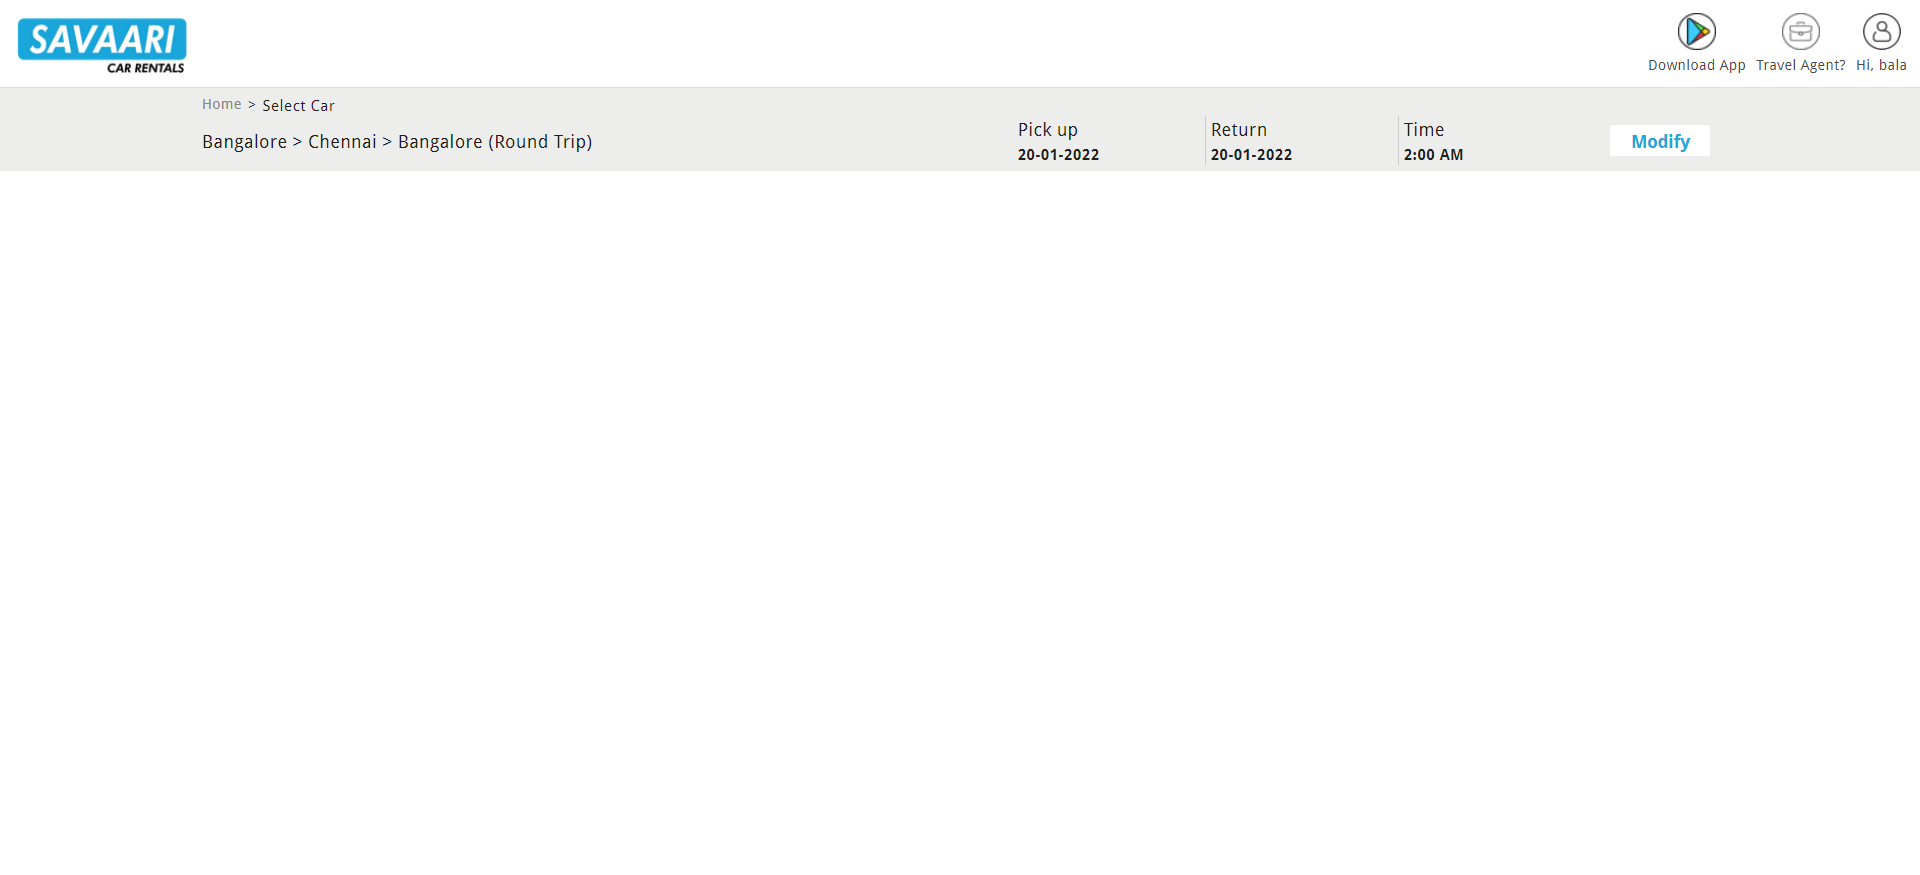 SAVAARI
CAR RENTALS
Download App
Travel Agent?
Hi, bala
Home > Select Car
Bangalore > Chennai > Bangalore (Round Trip)
Pick up
20-01-2022
Return
20-01-2022
Time
2:00 AM
Modify